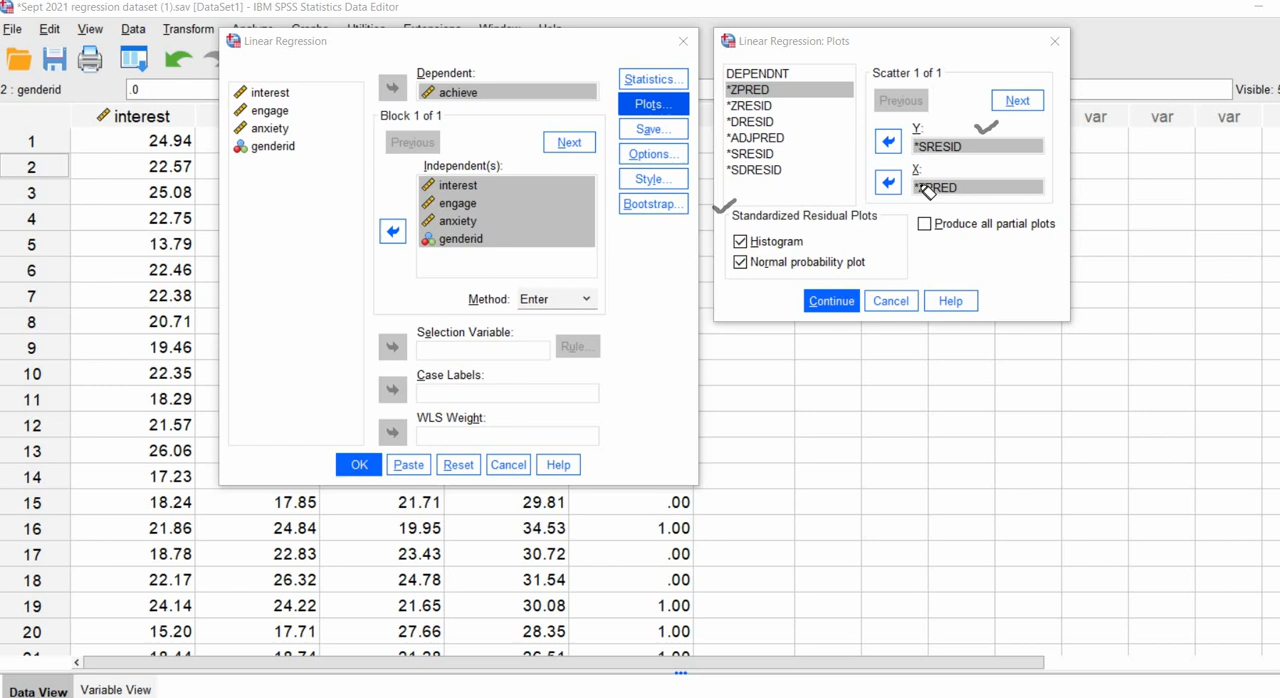 *Sept 2021 regression dataset (1).sav [DataSet1] - IBM SPSS Statistics Data Editor
File Edit View Data Transform
2 : genderid .0 Visible: 5
interest var var var
1 24.94
2 22.57
3 25.08
4 22.75
5 13.79
6 22.46
7 22.38
8 20.71
9 19.46
10 22.35
11 18.29
12 21.57
13 26.06
14 17.23
15 18.24 17.85 21.71 29.81 .00
16 21.86 24.84 19.95 34.53 1.00
17 18.78 22.83 23.43 30.72 .00
18 22.17 26.32 24.78 31.54 .00
19 24.14 24.22 21.65 30.08 1.00
20 15.20 17.71 27.66 28.35 1.00
Data View Variable View
Linear Regression
interest
engage
anxiety
genderid
Dependent:
achieve
Block 1 of 1
Previous Next
Independent(s):
interest
engage
anxiety
genderid
Method: Enter
Selection Variable:
Rule...
Case Labels:
WLS Weight:
Statistics...
Plots...
Save...
Options...
Style...
Bootstrap...
OK Paste Reset Cancel Help
Linear Regression: Plots
DEPENDNT
*ZPRED
*ZRESID
*DRESID
*ADJPRED
*SRESID
*SDRESID
Scatter 1 of 1
Previous Next
Y:
*SRESID
X:
*ZPRED
Standardized Residual Plots
Histogram
Normal probability plot
Produce all partial plots
Continue Cancel Help